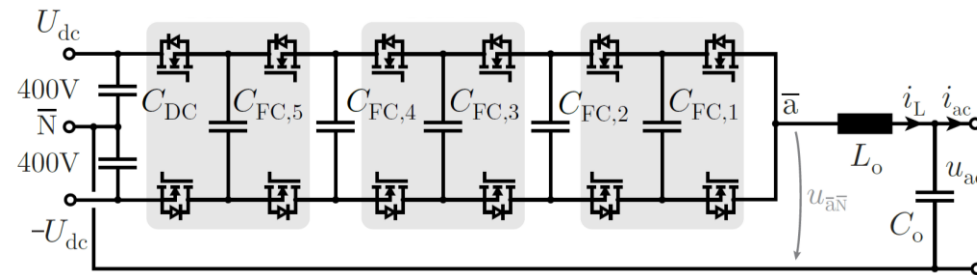 U_dc
400V
N̅
400V
-U_dc
C_DC
C_FC,5
C_FC,4
C_FC,3
C_FC,2
C_FC,1
a̅
i_L
i_ac
L_o
u_a̅N̅
C_o
u_ac